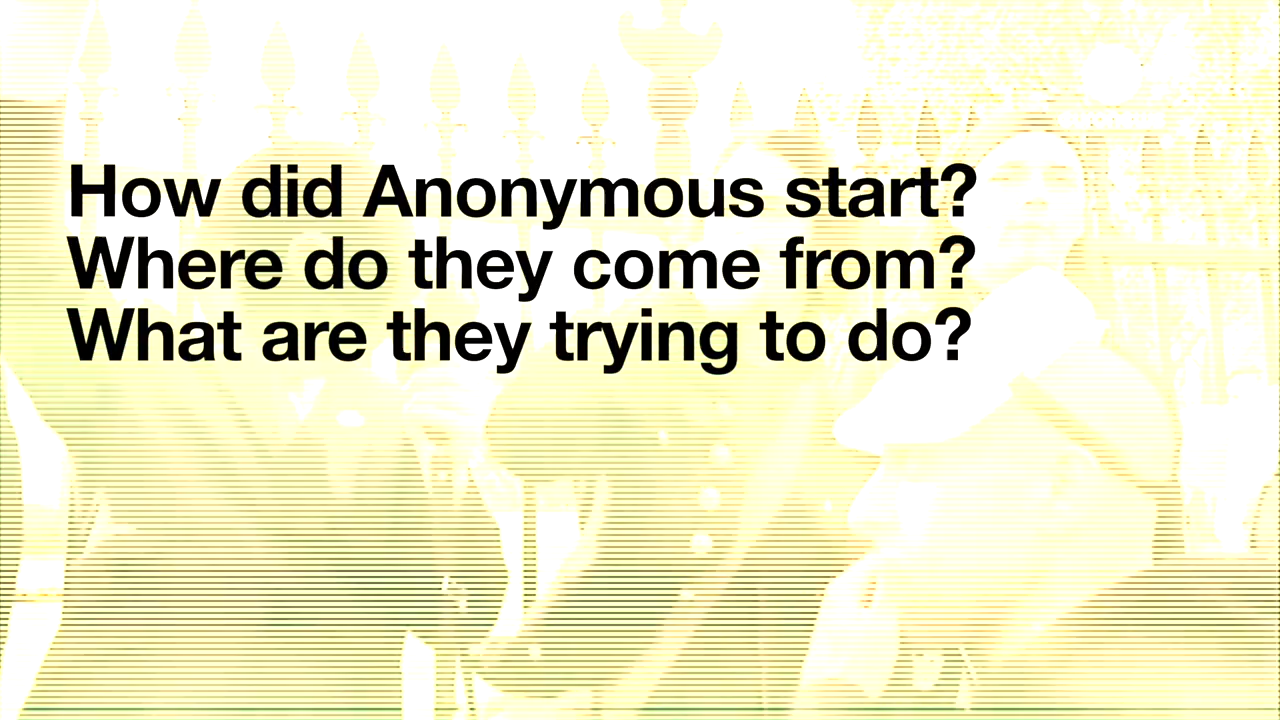 How did Anonymous start?
Where do they come from?
What are they trying to do?